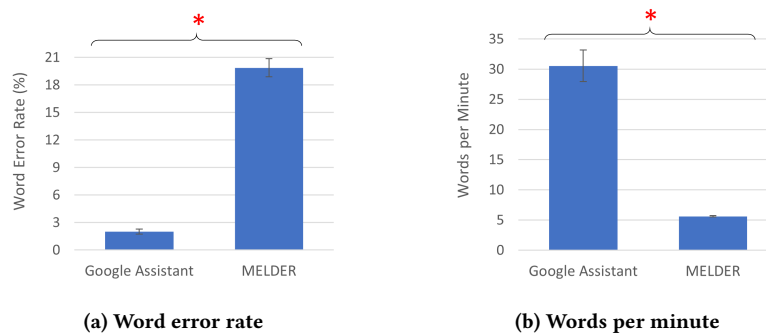 *
21
18
15
12
9
6
3
0
Word Error Rate (%)
Google Assistant
MELDER
(a) Word error rate
*
35
30
25
20
15
10
5
0
Words per Minute
Google Assistant
MELDER
(b) Words per minute